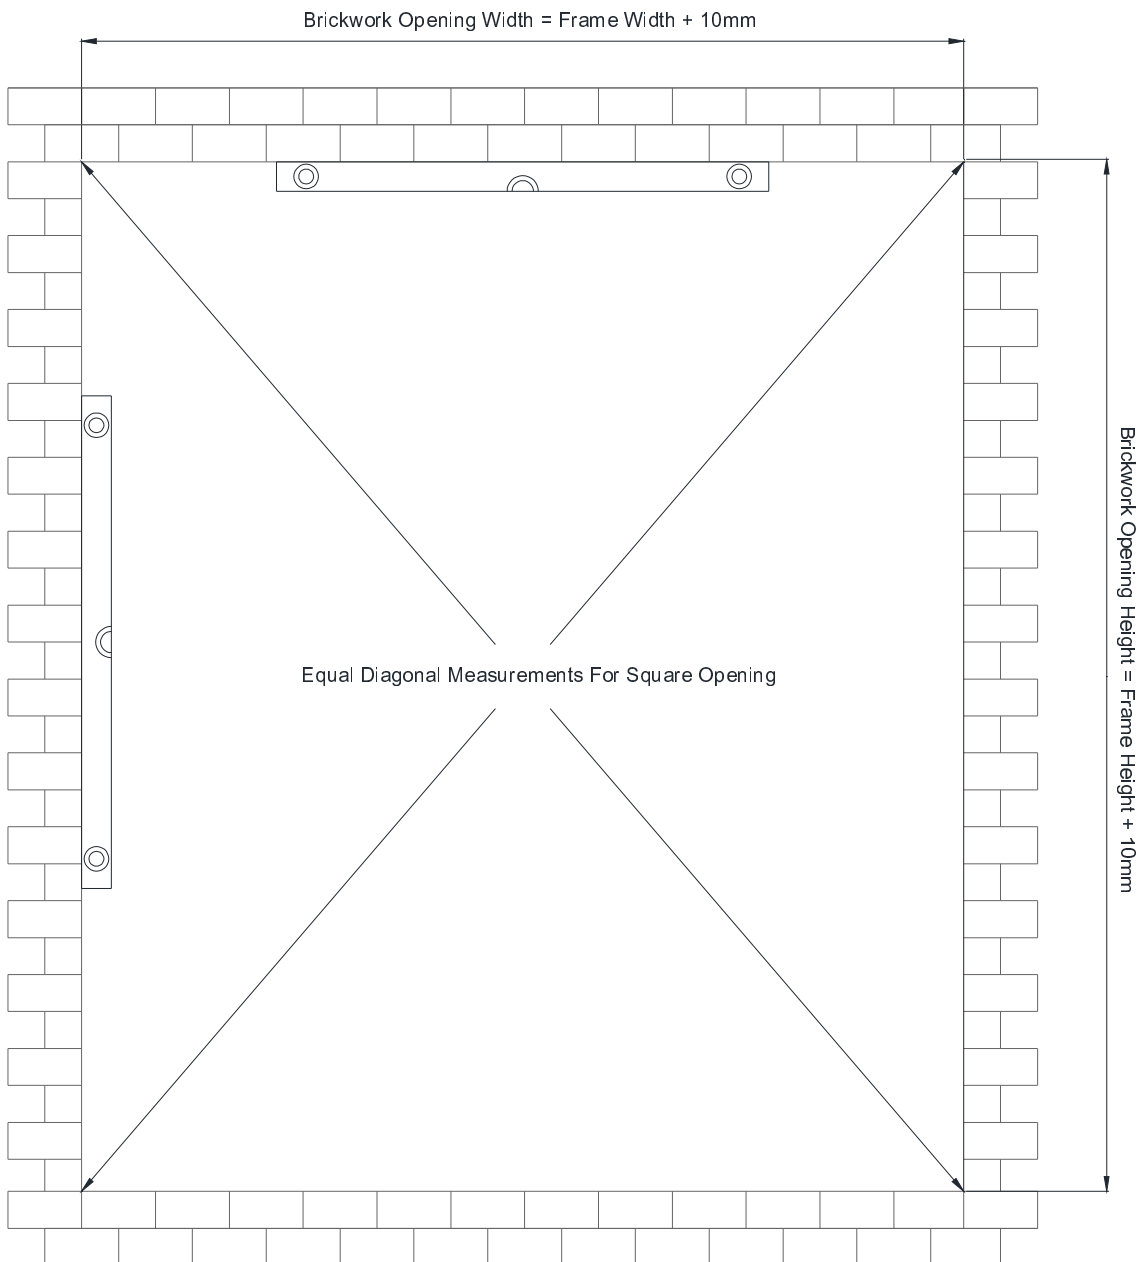 Brickwork Opening Width = Frame Width + 10mm
Equal Diagonal Measurements For Square Opening
Brickwork Opening Height = Frame Height + 10mm